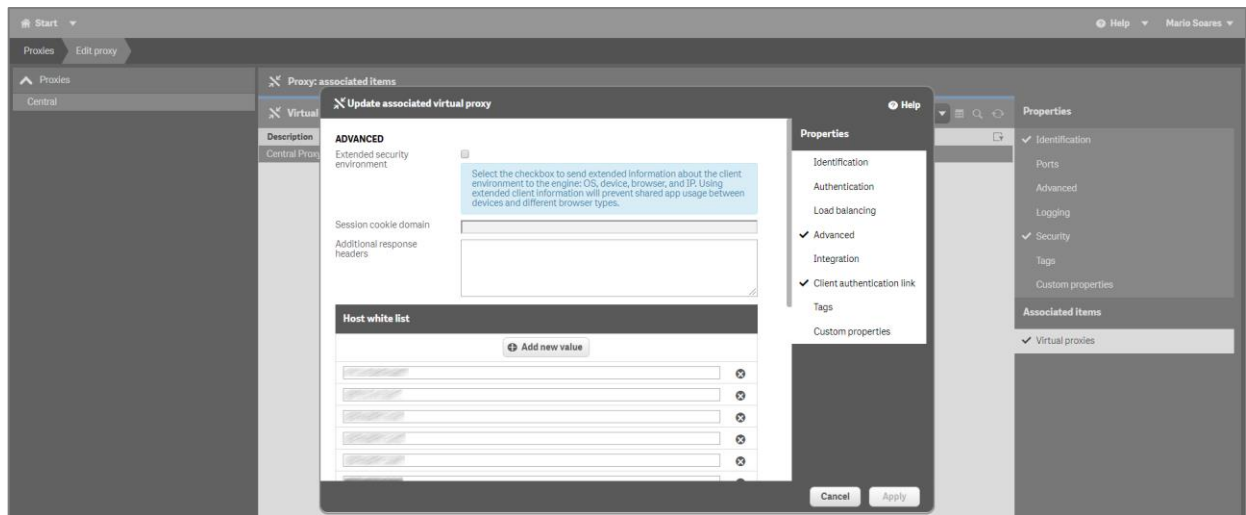 Start
Help
Mario Soares
Proxies
Edit proxy
Proxies
Central
Proxy: associated items
Virtual
Description
Central Proxy
Update associated virtual proxy
Help
ADVANCED
Extended security
environment
Select the checkbox to send extended information about the client
environment to the engine: OS, device, browser, and IP. Using
extended client information will prevent shared app usage between
devices and different browser types.
Session cookie domain
Additional response
headers
Host white list
Add new value
Properties
Identification
Authentication
Load balancing
Advanced
Integration
Client authentication link
Tags
Custom properties
Cancel
Apply
Properties
Identification
Ports
Advanced
Logging
Security
Tags
Custom properties
Associated items
Virtual proxies